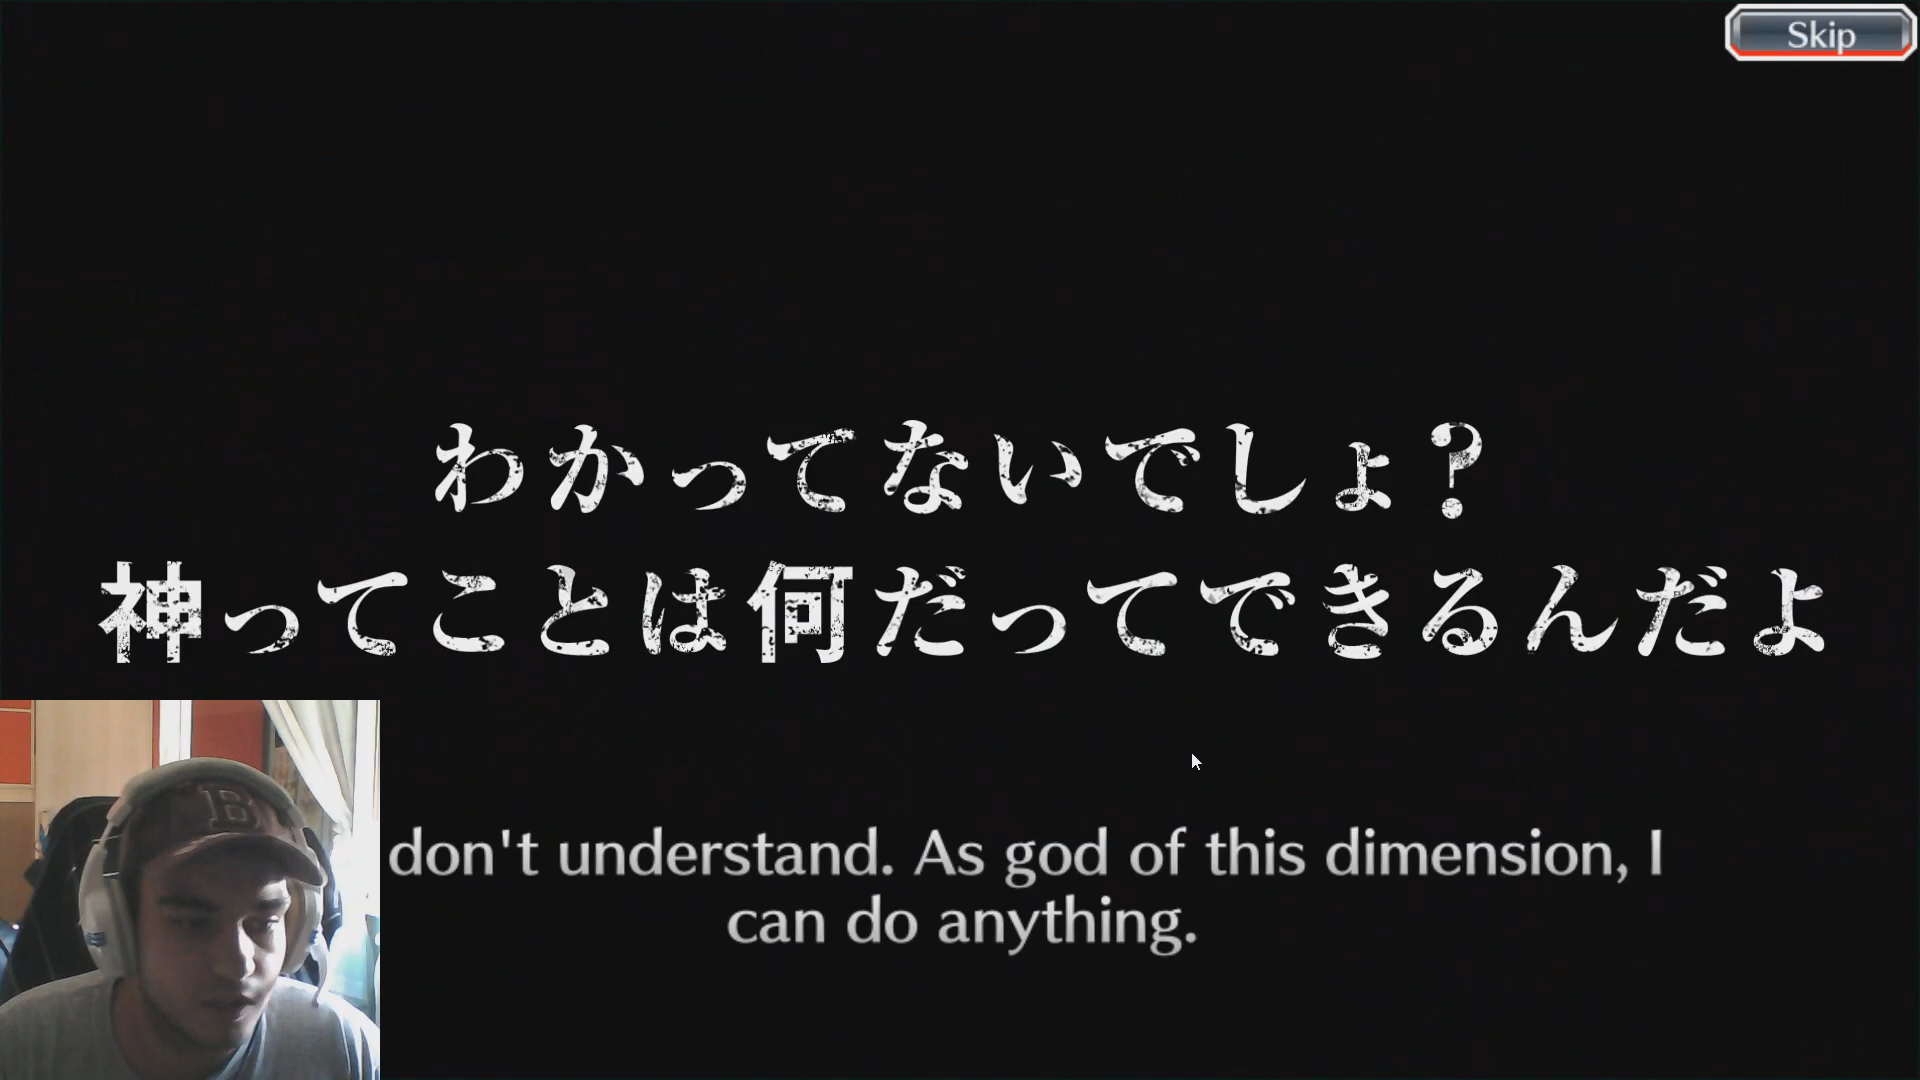 Skip
わかってないでしょ?
神ってことは何だってできるんだよ
B
don't understand. As god of this dimension, I
can do anything.